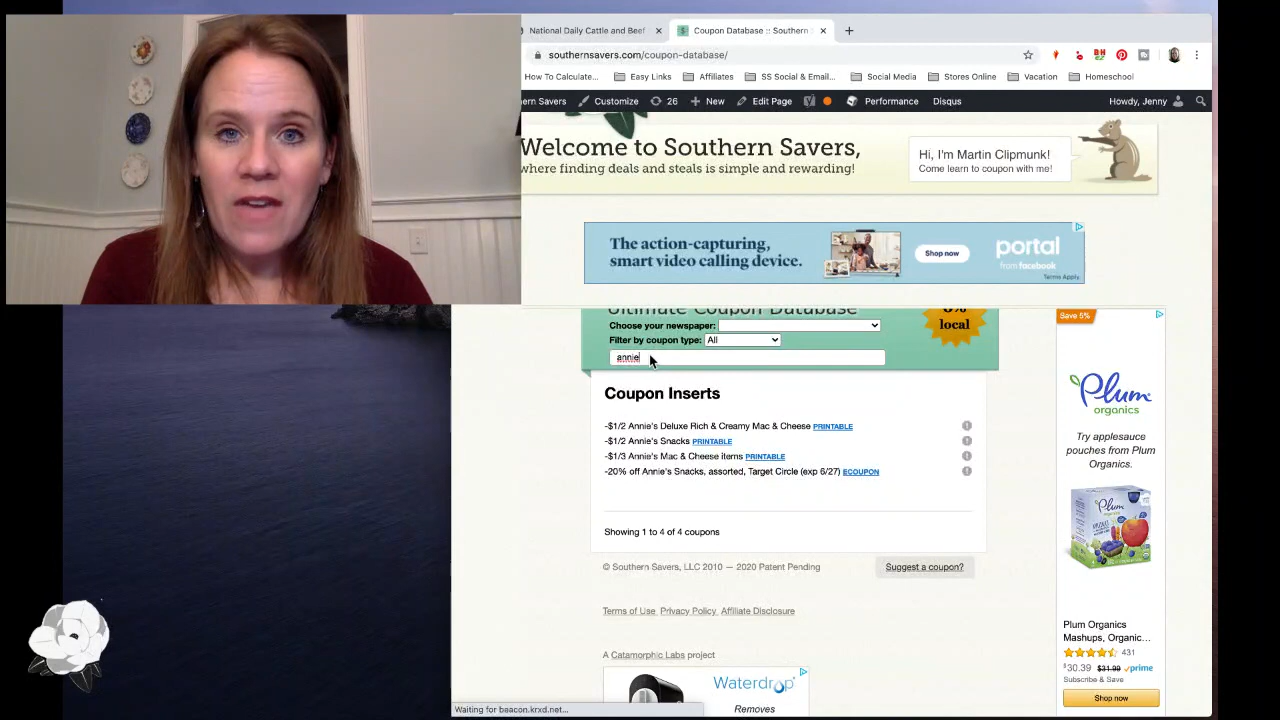 National Daily Cattle and Beef
Coupon Database :: Southern S
southernsavers.com/coupon-database/
How To Calculate...
Easy Links
Affiliates
SS Social & Email...
Social Media
Stores Online
Vacation
Homeschool
ern Savers
Customize
26
New
Edit Page
Performance
Disqus
Howdy, Jenny
Welcome to Southern Savers,
where finding deals and steals is simple and rewarding!
Hi, I'm Martin Clipmunk!
Come learn to coupon with me!
The action-capturing,
smart video calling device.
Shop now
portal
from facebook
Terms Apply.
Ultimate Coupon Database
Choose your newspaper:
Filter by coupon type: All
annie
local
Coupon Inserts
-$1/2 Annie's Deluxe Rich & Creamy Mac & Cheese PRINTABLE
-$1/2 Annie's Snacks PRINTABLE
-$1/3 Annie's Mac & Cheese items PRINTABLE
-20% off Annie's Snacks, assorted, Target Circle (exp 6/27) ECOUPON
Showing 1 to 4 of 4 coupons
© Southern Savers, LLC 2010 — 2020 Patent Pending
Suggest a coupon?
Terms of Use Privacy Policy Affiliate Disclosure
A Catamorphic Labs project
Waterdrop
Removes
Save 5%
Plum
organics
Try applesauce
pouches from Plum
Organics.
Plum Organics
Mashups, Organic...
431
$30.39 $31.99 prime
Subscribe & Save
Shop now
Waiting for beacon.krxd.net...